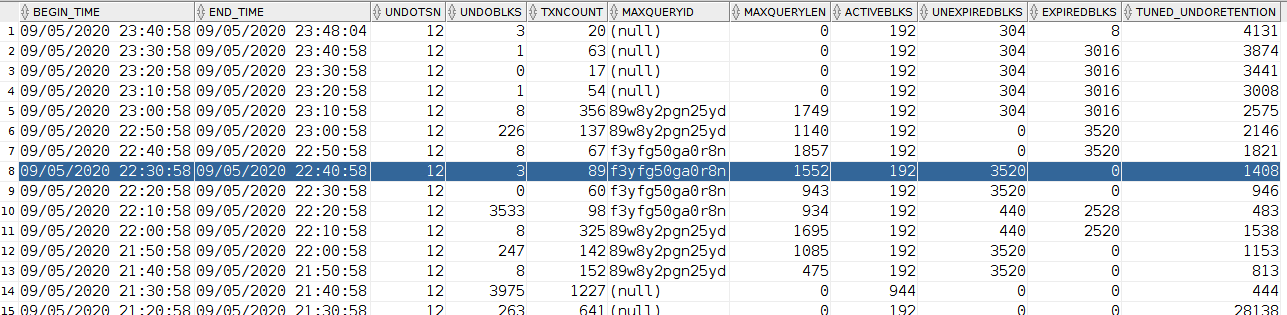 BEGIN_TIME END_TIME UNDOTSN UNDOBLKS TXNCOUNT MAXQUERYID MAXQUERYLEN ACTIVEBLKS UNEXPIREDBLKS EXPIREDBLKS TUNED_UNDORETENTION
1 09/05/2020 23:40:58 09/05/2020 23:48:04 12 3 20 (null) 0 192 304 8 4131
2 09/05/2020 23:30:58 09/05/2020 23:40:58 12 1 63 (null) 0 192 304 3016 3874
3 09/05/2020 23:20:58 09/05/2020 23:30:58 12 0 17 (null) 0 192 304 3016 3441
4 09/05/2020 23:10:58 09/05/2020 23:20:58 12 1 54 (null) 0 192 304 3016 3008
5 09/05/2020 23:00:58 09/05/2020 23:10:58 12 8 356 89w8y2pgn25yd 1749 192 304 3016 2575
6 09/05/2020 22:50:58 09/05/2020 23:00:58 12 226 137 89w8y2pgn25yd 1140 192 0 3520 2146
7 09/05/2020 22:40:58 09/05/2020 22:50:58 12 8 67 f3yfg50ga0r8n 1857 192 0 3520 1821
8 09/05/2020 22:30:58 09/05/2020 22:40:58 12 3 89 f3yfg50ga0r8n 1552 192 3520 0 1408
9 09/05/2020 22:20:58 09/05/2020 22:30:58 12 0 60 f3yfg50ga0r8n 943 192 3520 0 946
10 09/05/2020 22:10:58 09/05/2020 22:20:58 12 3533 98 f3yfg50ga0r8n 934 192 440 2528 483
11 09/05/2020 22:00:58 09/05/2020 22:10:58 12 8 325 89w8y2pgn25yd 1695 192 440 2520 1538
12 09/05/2020 21:50:58 09/05/2020 22:00:58 12 247 142 89w8y2pgn25yd 1085 192 3520 0 1153
13 09/05/2020 21:40:58 09/05/2020 21:50:58 12 8 152 89w8y2pgn25yd 475 192 3520 0 813
14 09/05/2020 21:30:58 09/05/2020 21:40:58 12 3975 1227 (null) 0 944 0 0 444
15 09/05/2020 21:20:58 09/05/2020 21:30:58 12 263 641 (null) 0 192 0 0 28138